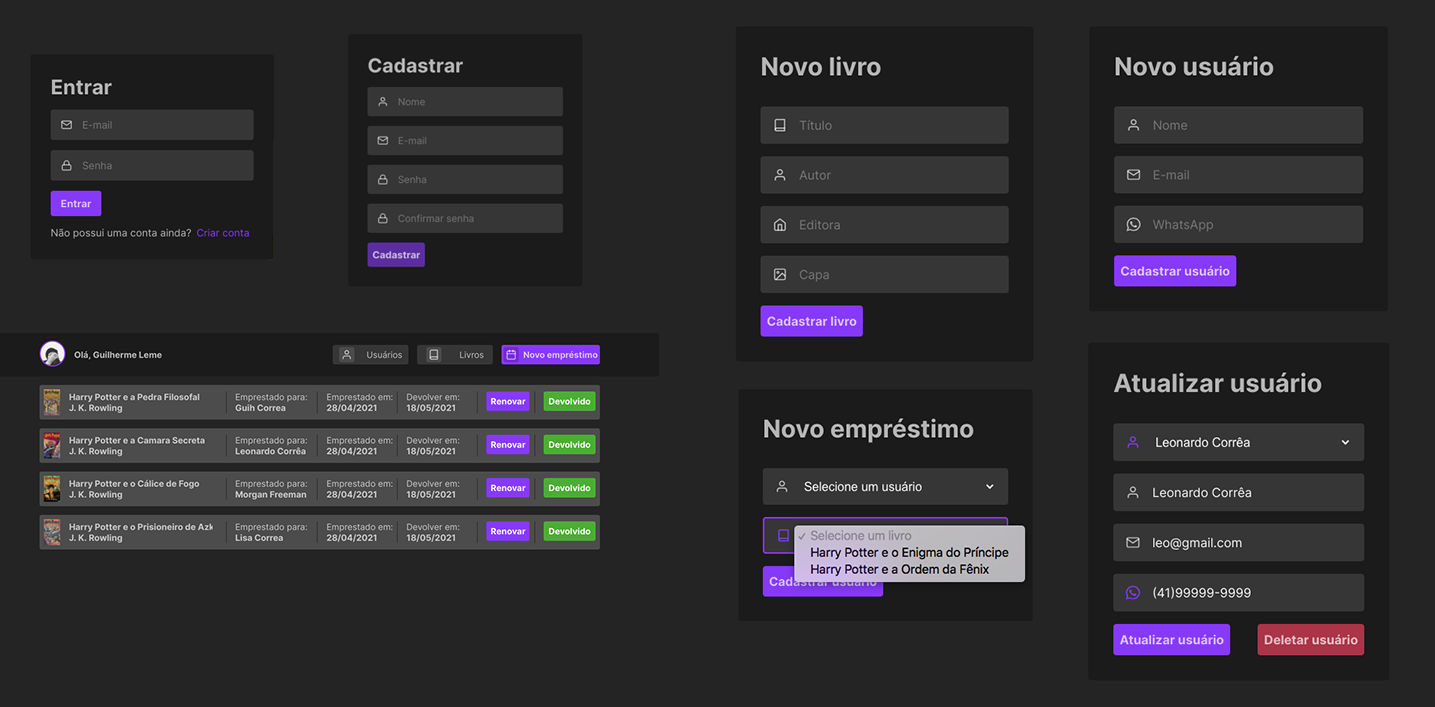 Entrar
E-mail
Senha
Entrar
Não possui uma conta ainda? Criar conta
Cadastrar
Nome
E-mail
Senha
Confirmar senha
Cadastrar
Olá, Guilherme Leme
Usuários
Livros
Novo empréstimo
Harry Potter e a Pedra Filosofal
J. K. Rowling
Emprestado para:
Guih Correa
Emprestado em:
28/04/2021
Devolver em:
18/05/2021
Renovar
Devolvido
Harry Potter e a Camara Secreta
J. K. Rowling
Emprestado para:
Leonardo Corrêa
Emprestado em:
28/04/2021
Devolver em:
18/05/2021
Renovar
Devolvido
Harry Potter e o Cálice de Fogo
J. K. Rowling
Emprestado para:
Morgan Freeman
Emprestado em:
28/04/2021
Devolver em:
18/05/2021
Renovar
Devolvido
Harry Potter e o Prisioneiro de Azk
J. K. Rowling
Emprestado para:
Lisa Correa
Emprestado em:
28/04/2021
Devolver em:
18/05/2021
Renovar
Devolvido
Novo livro
Título
Autor
Editora
Capa
Cadastrar livro
Novo empréstimo
Selecione um usuário
Selecione um livro
Harry Potter e o Enigma do Príncipe
Harry Potter e a Ordem da Fênix
Cadastrar usuário
Novo usuário
Nome
E-mail
WhatsApp
Cadastrar usuário
Atualizar usuário
Leonardo Corrêa
Leonardo Corrêa
leo@gmail.com
(41)99999-9999
Atualizar usuário
Deletar usuário